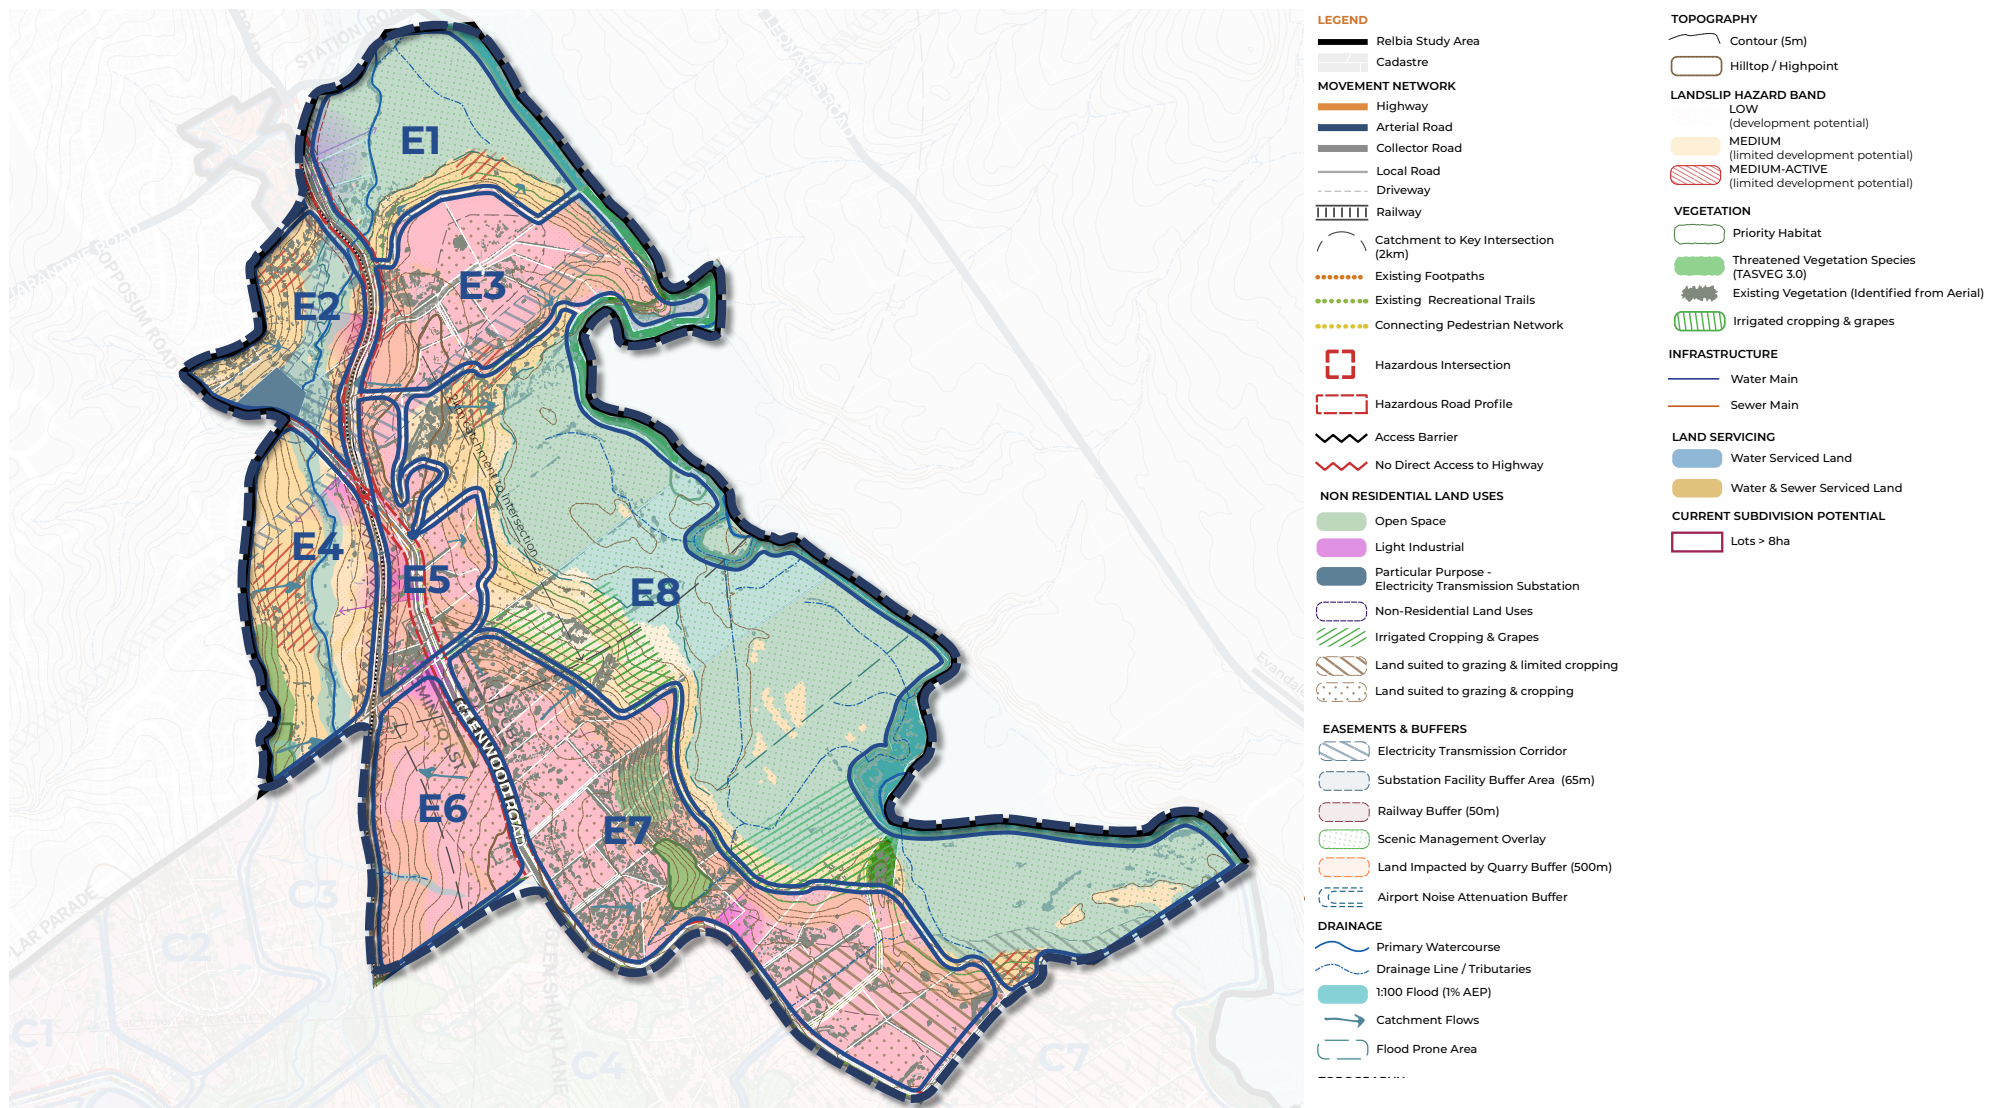 STATION ROAD
QUARANTINE ROAD
OPPOSUM ROAD
E1
E2
E3
E4
E5
E6
E7
E8
2km Catchment to Intersection
MINTO LST
GLENWOOD ROAD
GLENSHIAN LANE
Evandale
C1
C2
C3
C4
C7
LEGEND
Relbia Study Area
Cadastre
MOVEMENT NETWORK
Highway
Arterial Road
Collector Road
Local Road
Driveway
Railway
Catchment to Key Intersection
(2km)
Existing Footpaths
Existing Recreational Trails
Connecting Pedestrian Network
Hazardous Intersection
Hazardous Road Profile
Access Barrier
No Direct Access to Highway
NON RESIDENTIAL LAND USES
Open Space
Light Industrial
Particular Purpose -
Electricity Transmission Substation
Non-Residential Land Uses
Irrigated Cropping & Grapes
Land suited to grazing & limited cropping
Land suited to grazing & cropping
EASEMENTS & BUFFERS
Electricity Transmission Corridor
Substation Facility Buffer Area (65m)
Railway Buffer (50m)
Scenic Management Overlay
Land Impacted by Quarry Buffer (500m)
Airport Noise Attenuation Buffer
DRAINAGE
Primary Watercourse
Drainage Line / Tributaries
1:100 Flood (1% AEP)
Catchment Flows
Flood Prone Area
TOPOGRAPHY
Contour (5m)
Hilltop / Highpoint
LANDSLIP HAZARD BAND
LOW
(development potential)
MEDIUM
(limited development potential)
MEDIUM-ACTIVE
(limited development potential)
VEGETATION
Priority Habitat
Threatened Vegetation Species
(TASVEG 3.0)
Existing Vegetation (Identified from Aerial)
Irrigated cropping & grapes
INFRASTRUCTURE
Water Main
Sewer Main
LAND SERVICING
Water Serviced Land
Water & Sewer Serviced Land
CURRENT SUBDIVISION POTENTIAL
Lots > 8ha